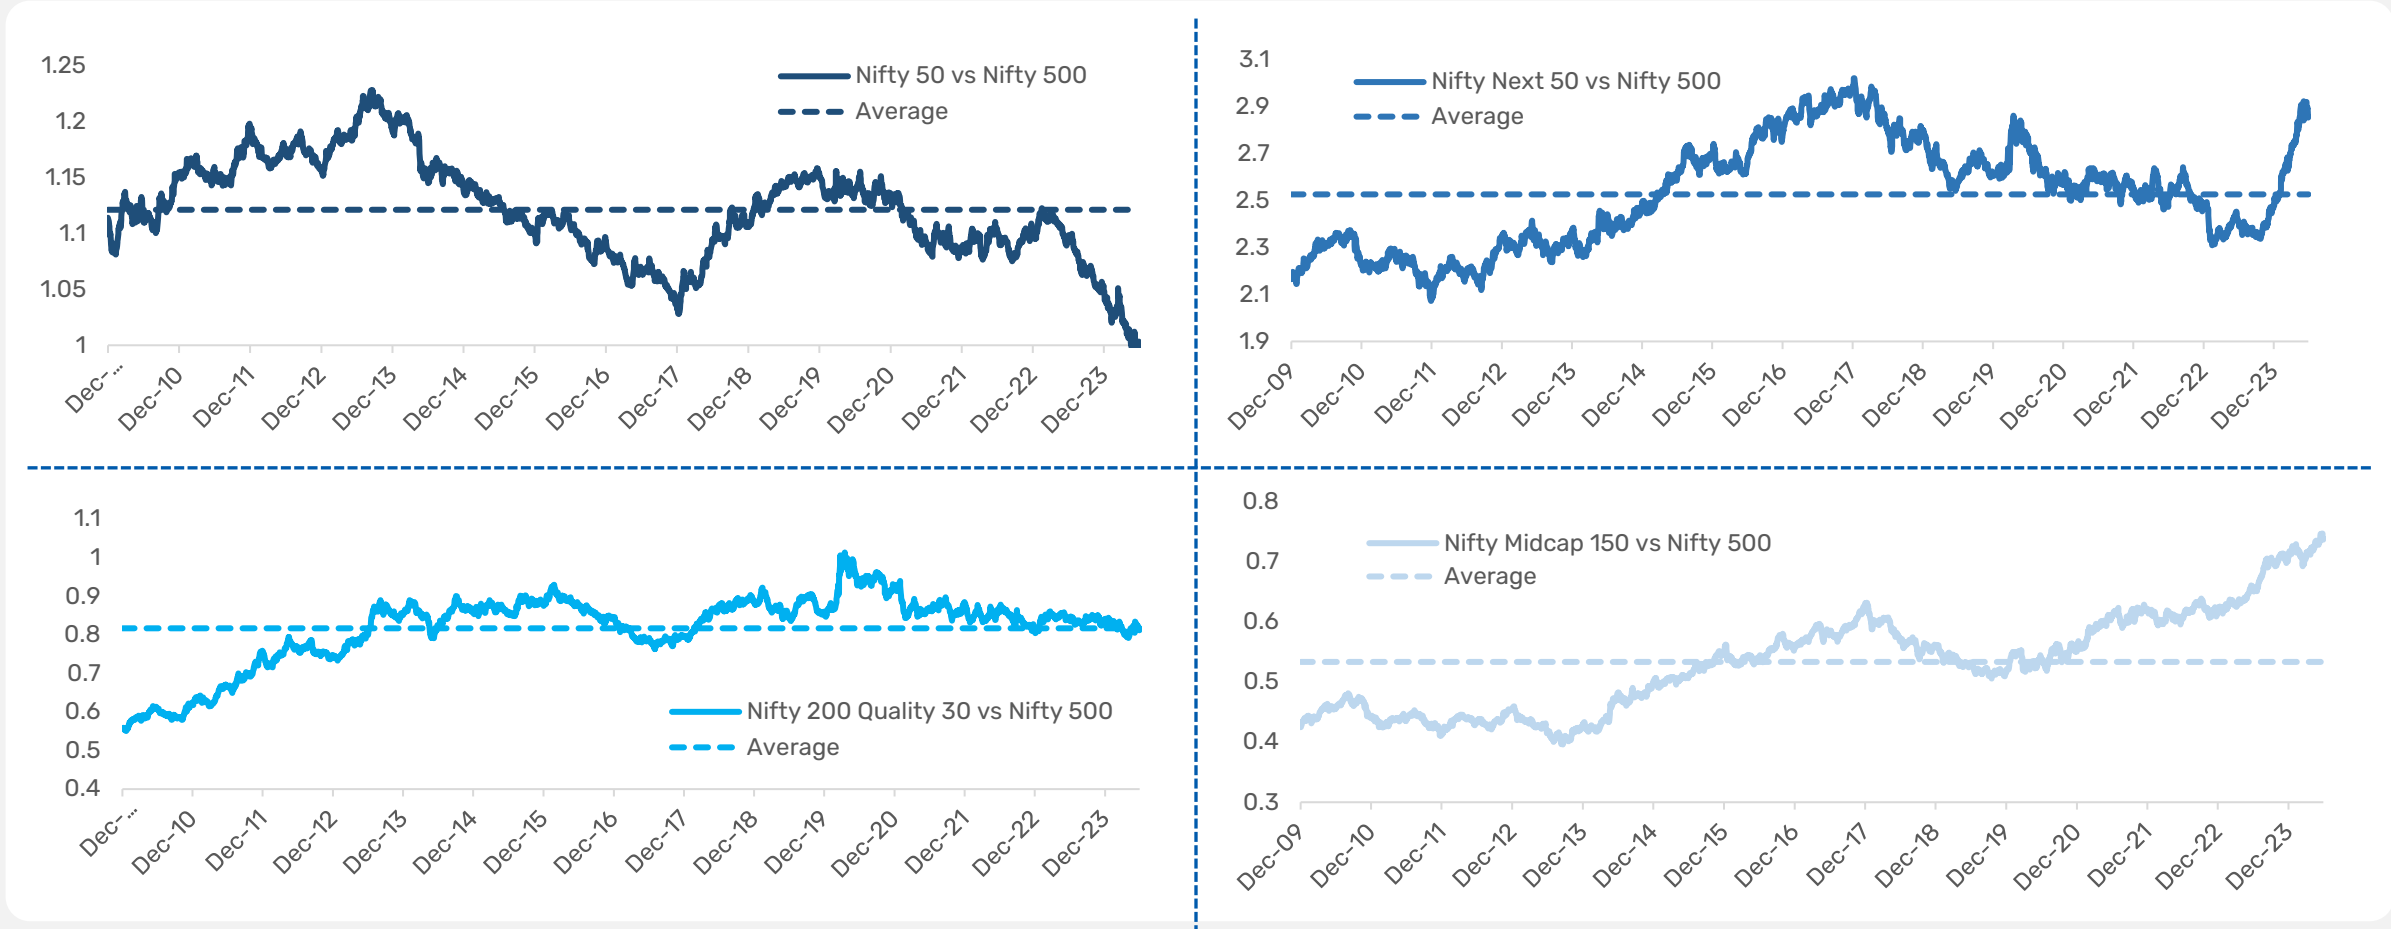 1.25
1.2
1.15
1.1
1.05
1
Nifty 50 vs Nifty 500
Average
Dec-...
Dec-10
Dec-11
Dec-12
Dec-13
Dec-14
Dec-15
Dec-16
Dec-17
Dec-18
Dec-19
Dec-20
Dec-21
Dec-22
Dec-23
3.1
2.9
2.7
2.5
2.3
2.1
1.9
Nifty Next 50 vs Nifty 500
Average
Dec-09
Dec-10
Dec-11
Dec-12
Dec-13
Dec-14
Dec-15
Dec-16
Dec-17
Dec-18
Dec-19
Dec-20
Dec-21
Dec-22
Dec-23
1.1
1
0.9
0.8
0.7
0.6
0.5
0.4
Nifty 200 Quality 30 vs Nifty 500
Average
Dec-...
Dec-10
Dec-11
Dec-12
Dec-13
Dec-14
Dec-15
Dec-16
Dec-17
Dec-18
Dec-19
Dec-20
Dec-21
Dec-22
Dec-23
0.8
0.7
0.6
0.5
0.4
0.3
Nifty Midcap 150 vs Nifty 500
Average
Dec-09
Dec-10
Dec-11
Dec-12
Dec-13
Dec-14
Dec-15
Dec-16
Dec-17
Dec-18
Dec-19
Dec-20
Dec-21
Dec-22
Dec-23